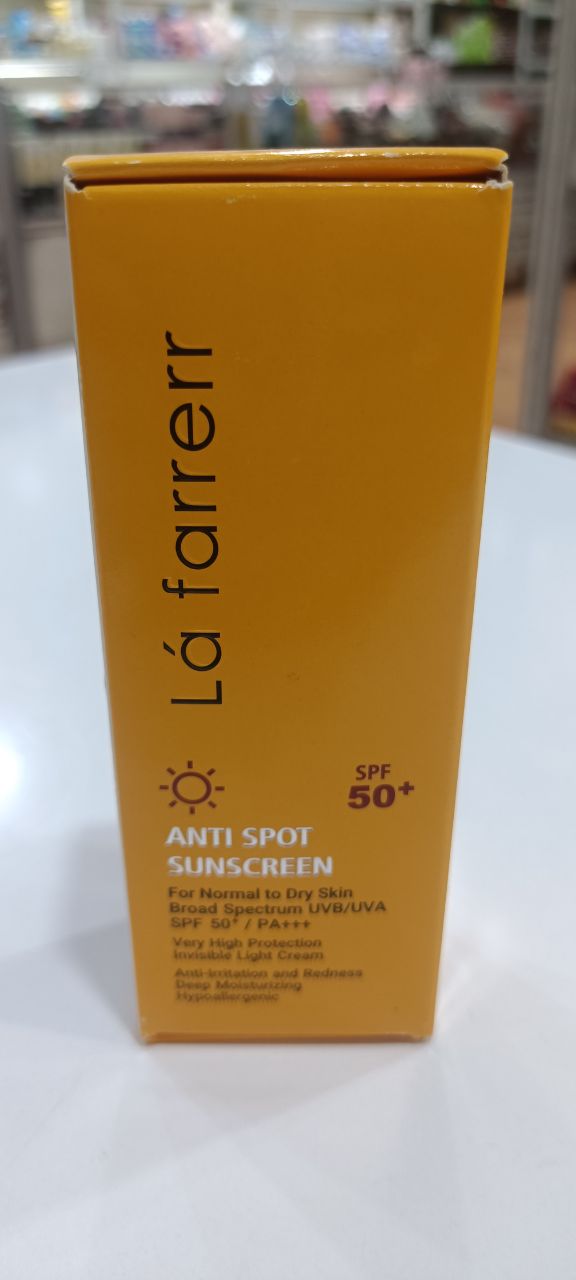 Lá farrerr
SPF
50+
ANTI SPOT
SUNSCREEN
For Normal to Dry Skin
Broad Spectrum UVB/UVA
SPF 50+ / PA+++
Very High Protection
Invisible Light Cream
Anti-Irritation and Redness
Deep Moisturizing
Hypoallergenic